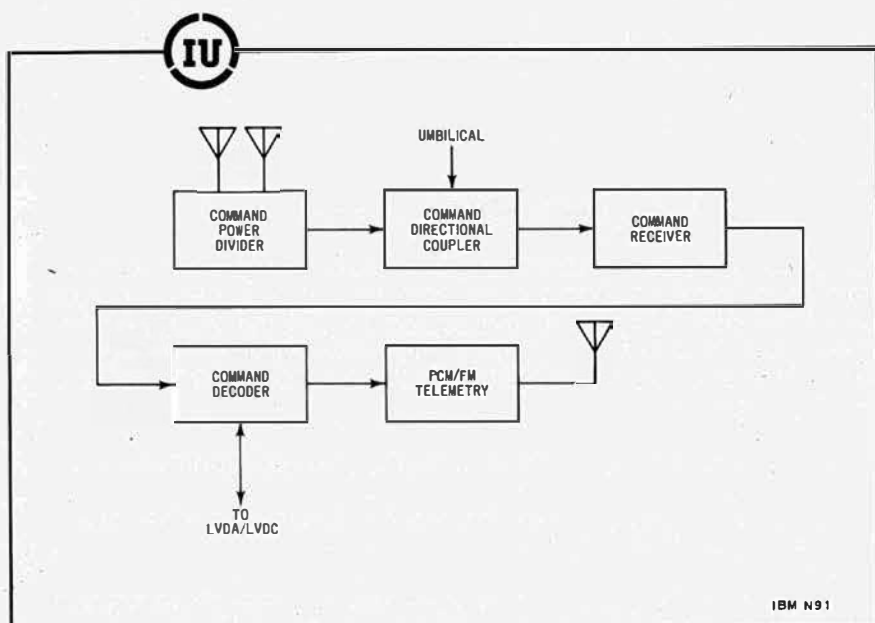 IU
UMBILICAL
COMMAND
POWER
DIVIDER
COMMAND
DIRECTIONAL
COUPLER
COMMAND
RECEIVER
COMMAND
DECODER
PCM/FM
TELEMETRY
TO
LVDA/LVDC
IBM N91